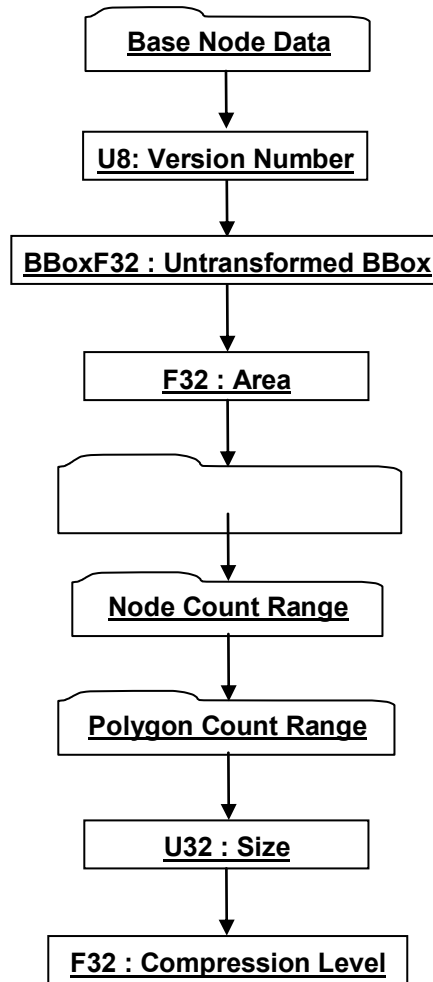 Base Node Data
U8: Version Number
BBoxF32 : Untransformed BBox
F32 : Area
Node Count Range
Polygon Count Range
U32 : Size
F32 : Compression Level